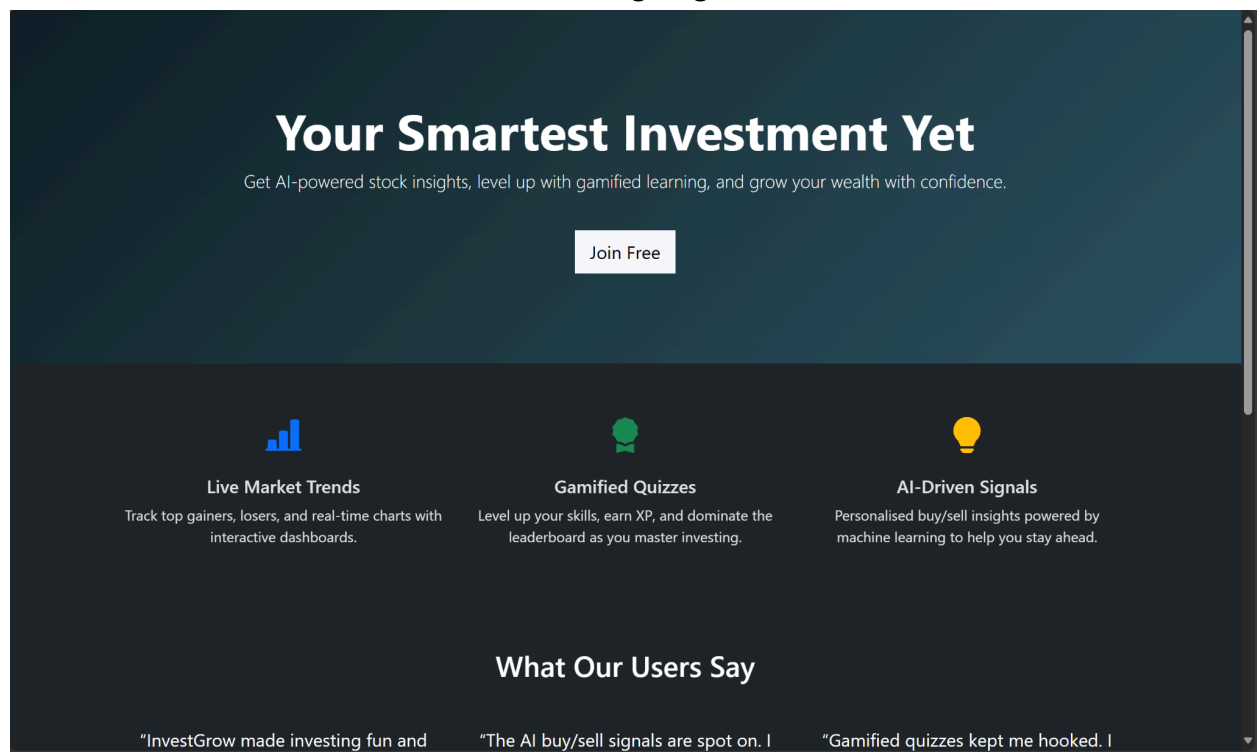 Your Smartest Investment Yet
Get AI-powered stock insights, level up with gamified learning, and grow your wealth with confidence.
Join Free
Live Market Trends
Track top gainers, losers, and real-time charts with
interactive dashboards.
Gamified Quizzes
Level up your skills, earn XP, and dominate the
leaderboard as you master investing.
AI-Driven Signals
Personalised buy/sell insights powered by
machine learning to help you stay ahead.
What Our Users Say
“InvestGrow made investing fun and
“The AI buy/sell signals are spot on. I
“Gamified quizzes kept me hooked. I